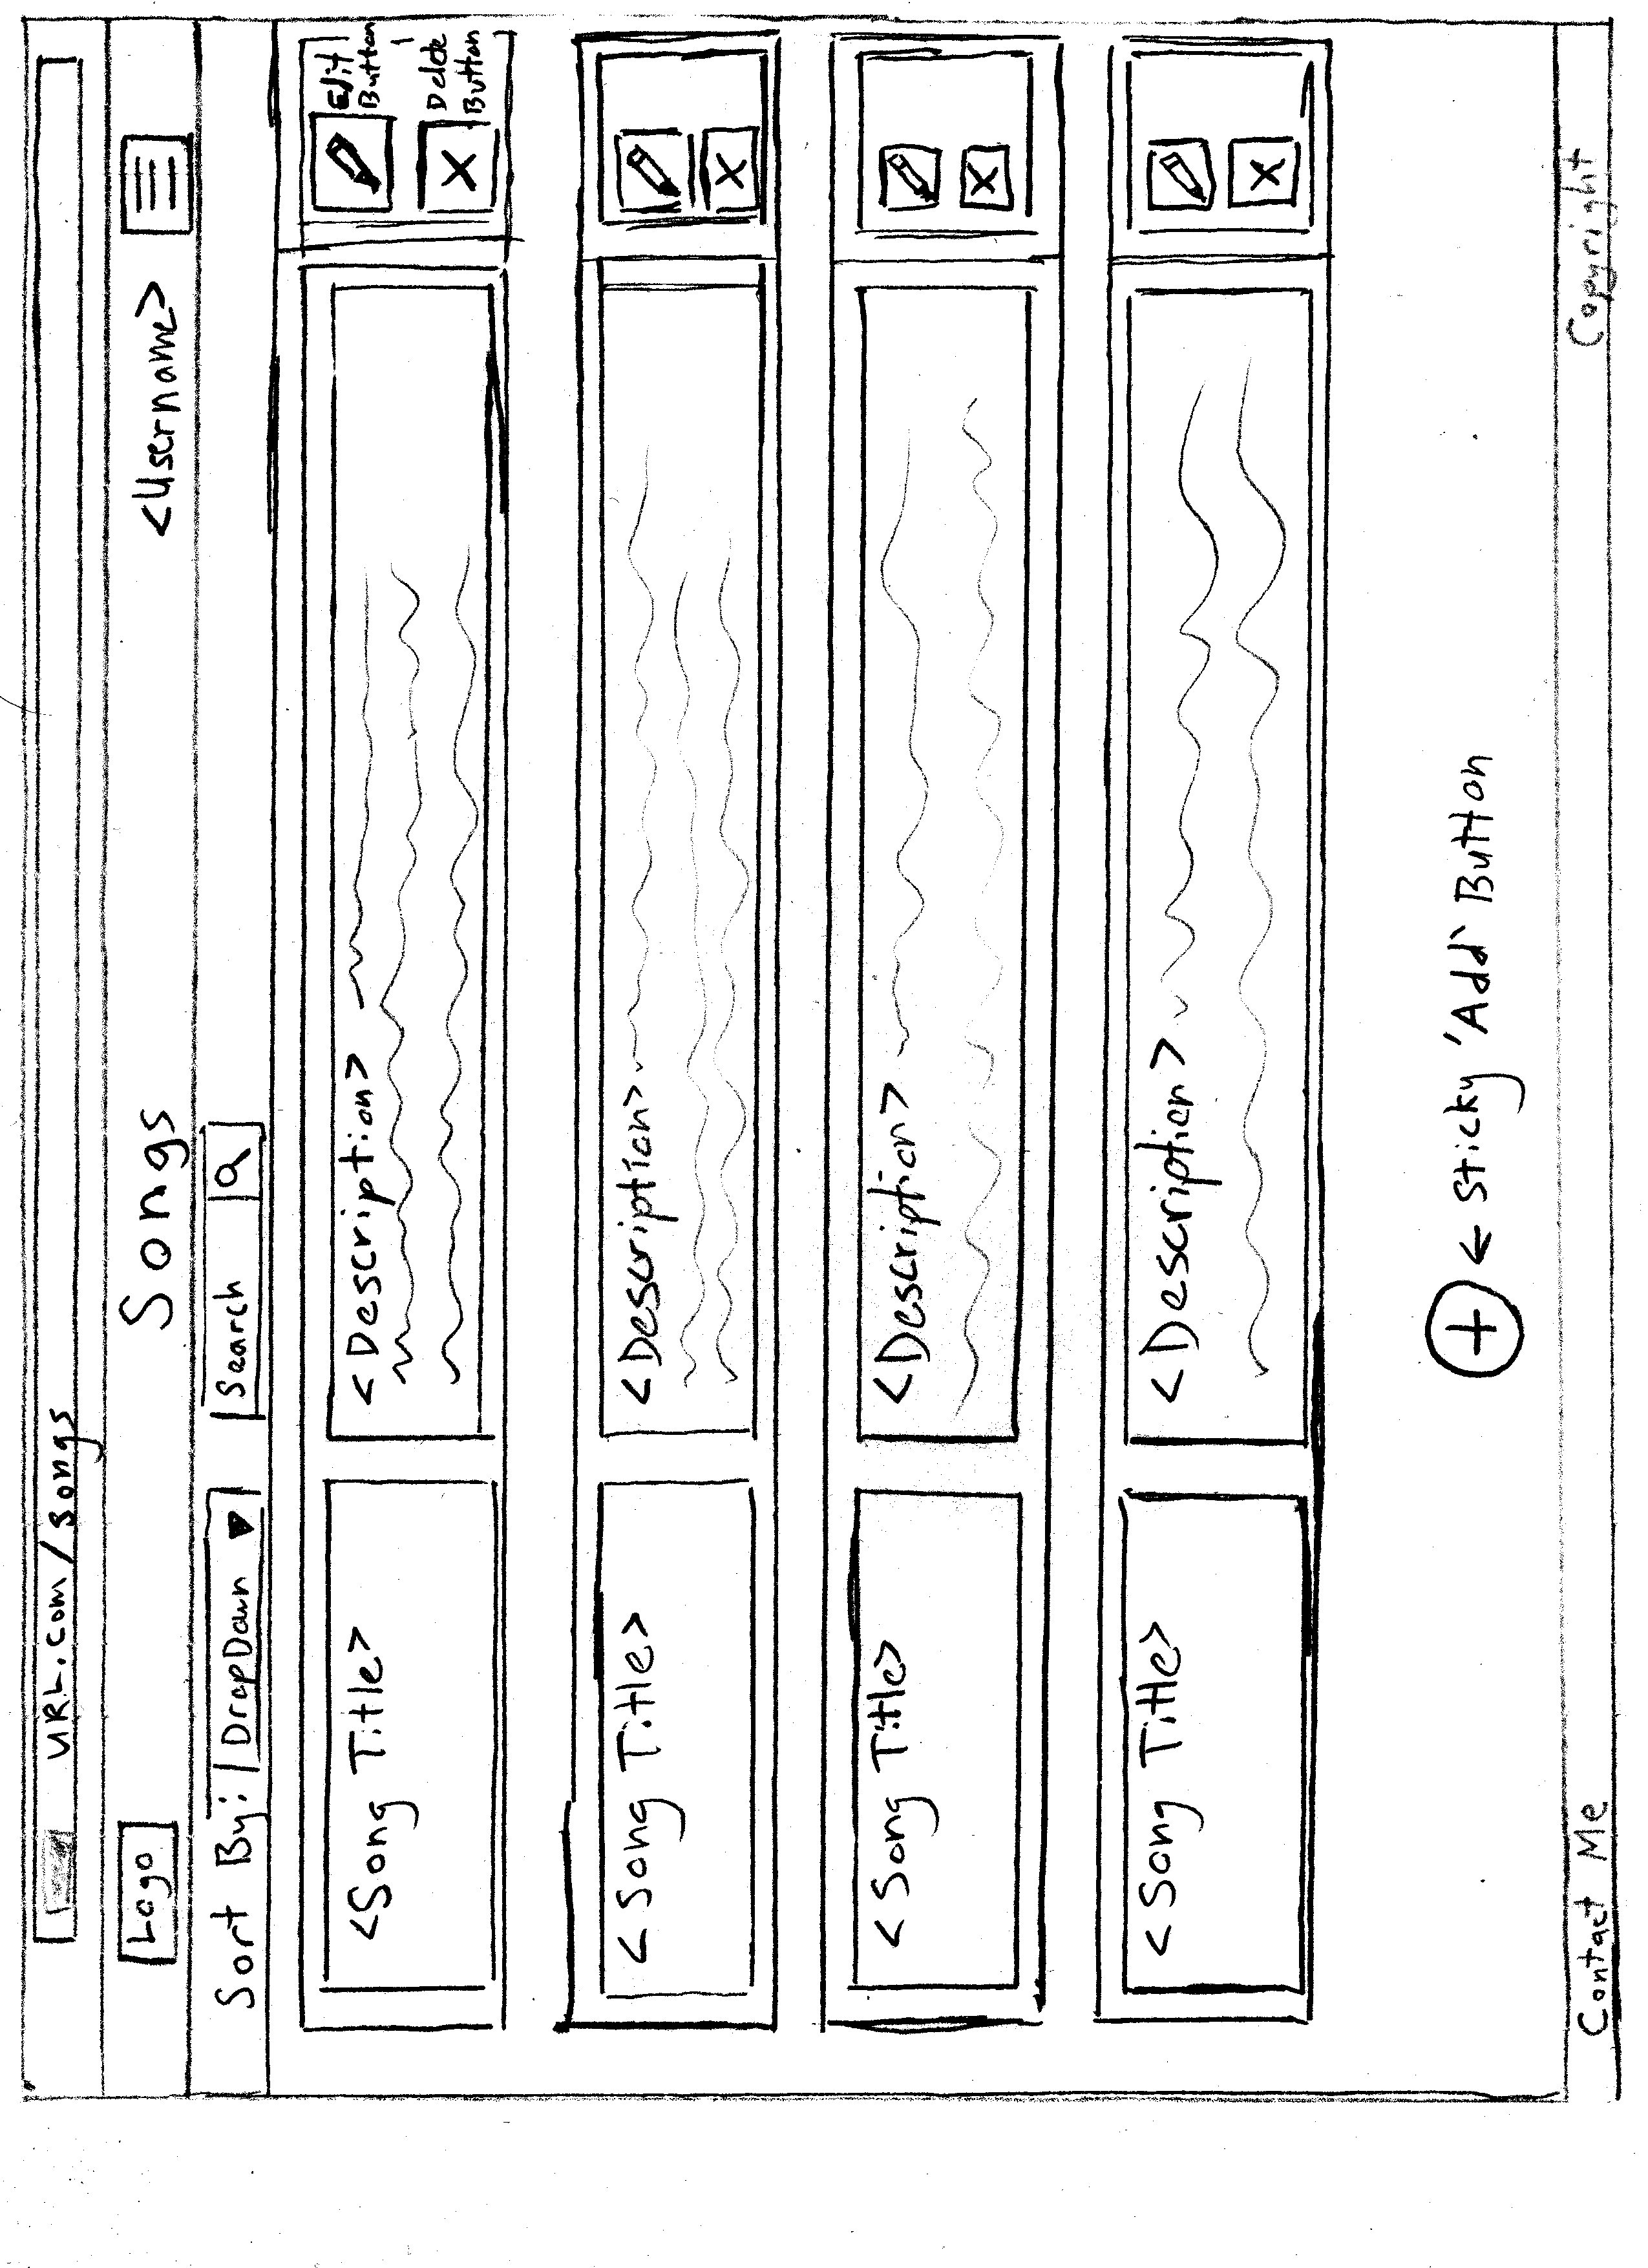 URL.com/songs
Logo
Songs
<Username>
Sort By:
DropDown
Search
<Song Title>
<Description>
Edit
Button
Delete
Button
<Song Title>
<Description>
<Song Title>
<Description>
<Song Title>
<Description>
+ ← Sticky 'Add' Button
Contact Me
Copyright